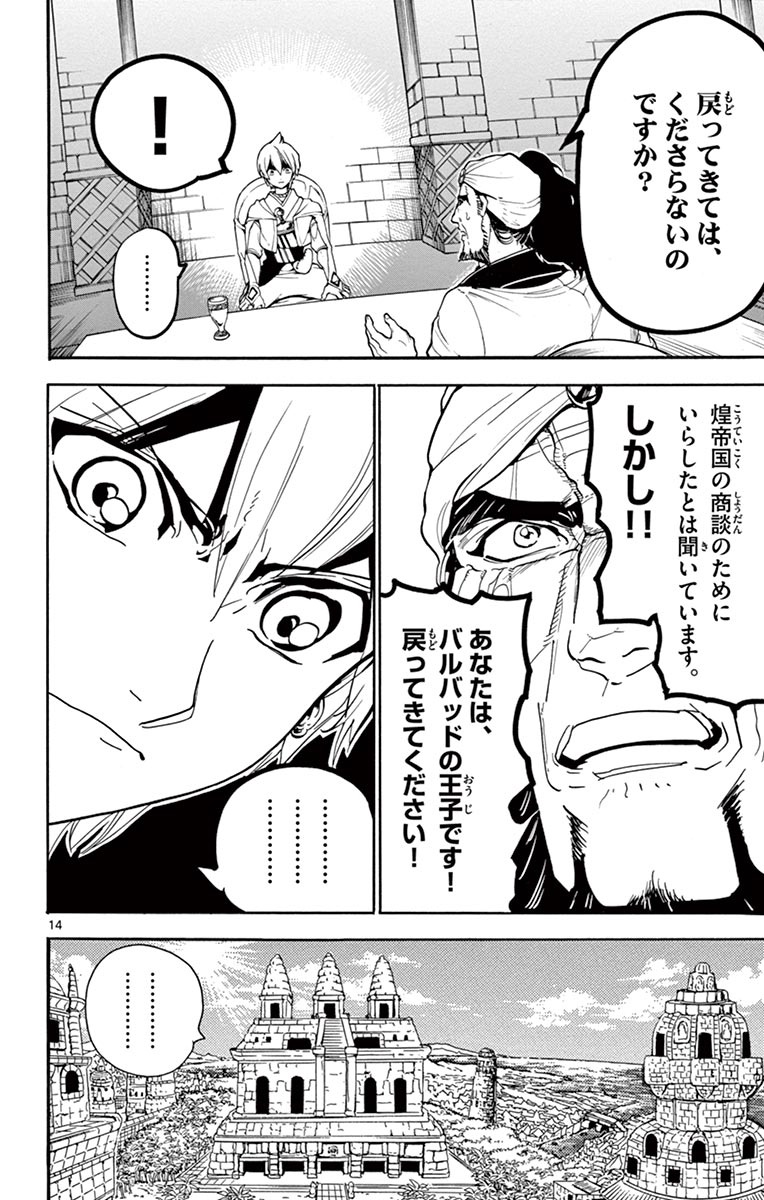 戻ってきては、
くださらないの
ですか?
!
………
煌帝国の商談のために
いらしたとは聞いています。
しかし!!
あなたは、
バルバッドの王子です!
戻ってきてください!
………
………
………
14
………
………